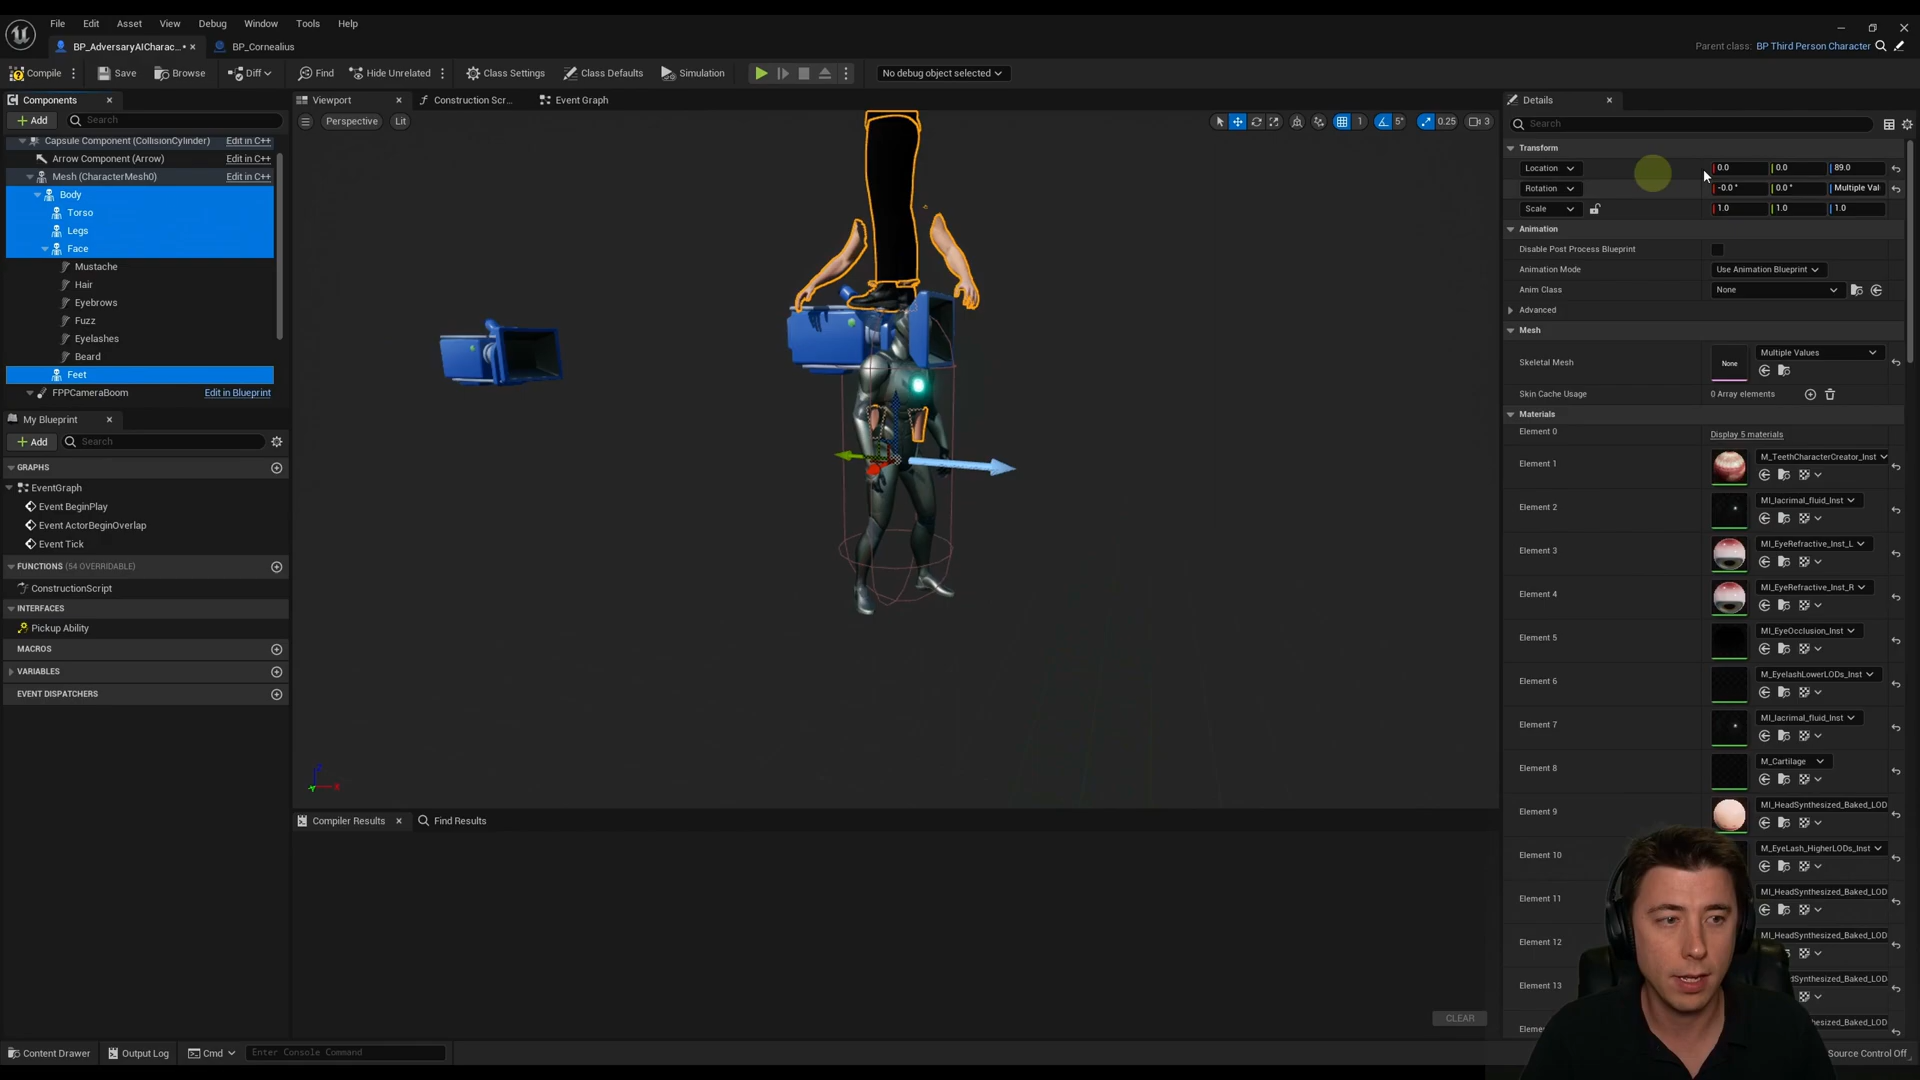 File Edit Asset View Debug Window Tools Help
BP_AdversaryAICharac... BP_Cornealius
Parent class: BP Third Person Character
Compile Save Browse Diff Find Hide Unrelated Class Settings Class Defaults Simulation No debug object selected
Components
Add Search
Capsule Component (CollisionCylinder) Edit in C++
Arrow Component (Arrow) Edit in C++
Mesh (CharacterMesh0) Edit in C++
Body
Torso
Legs
Face
Mustache
Hair
Eyebrows
Fuzz
Eyelashes
Beard
Feet
FPPCameraBoom Edit in Blueprint
My Blueprint
Add Search
GRAPHS
EventGraph
Event BeginPlay
Event ActorBeginOverlap
Event Tick
FUNCTIONS (54 OVERRIDABLE)
ConstructionScript
INTERFACES
Pickup Ability
MACROS
VARIABLES
EVENT DISPATCHERS
Viewport Construction Scr... Event Graph
Perspective Lit
1 5° 0.25 3
Compiler Results Find Results
CLEAR
Details
Search
Transform
Location 0.0 0.0 89.0
Rotation -0.0 ° 0.0 ° Multiple Val
Scale 1.0 1.0 1.0
Animation
Disable Post Process Blueprint
Animation Mode Use Animation Blueprint
Anim Class None
Advanced
Mesh
Skeletal Mesh None Multiple Values
Skin Cache Usage 0 Array elements
Materials
Element 0 Display 5 materials
Element 1 M_TeethCharacterCreator_Inst
Element 2 MI_lacrimal_fluid_Inst
Element 3 MI_EyeRefractive_Inst_L
Element 4 MI_EyeRefractive_Inst_R
Element 5 MI_EyeOcclusion_Inst
Element 6 M_EyelashLowerLODs_Inst
Element 7 MI_lacrimal_fluid_Inst
Element 8 M_Cartilage
Element 9 MI_HeadSynthesized_Baked_LOD
Element 10 M_EyeLash_HigherLODs_Inst
Element 11 MI_HeadSynthesized_Baked_LOD
Element 12 MI_HeadSynthesized_Baked_LOD
Element 13
Content Drawer Output Log Cmd Enter Console Command
Source Control Off